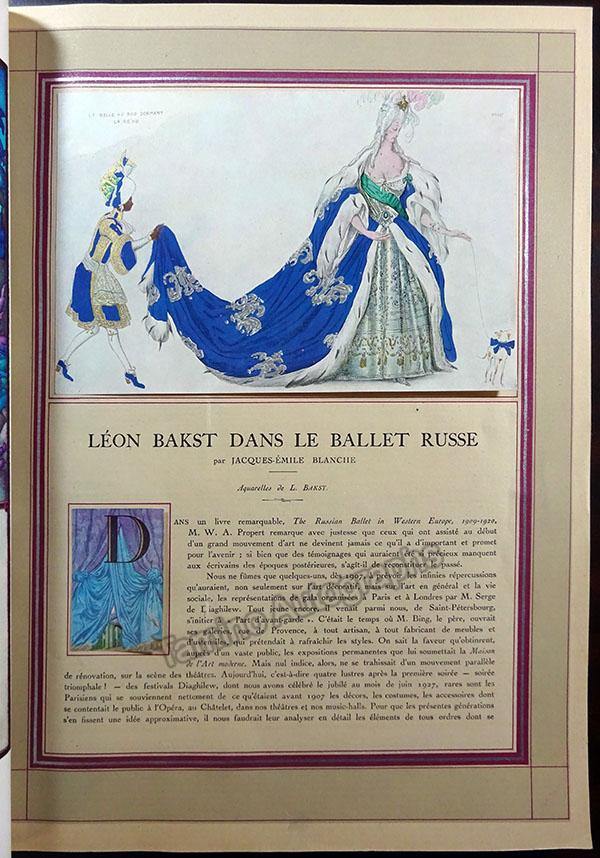 LA BELLE AU BOIS DORMANT
LA REINE
BAKST
LÉON BAKST DANS LE BALLET RUSSE
par JACQUES-ÉMILE BLANCHE
Aquarelles de L. BAKST.
DANS un livre remarquable, The Russian Ballet in Western Europe, 1909-1920,
M. W. A. Propert remarque avec justesse que ceux qui ont assisté au début
d'un grand mouvement d'art ne devinent jamais ce qu'il a d'important et promet
pour l'avenir ; si bien que des témoignages qui auraient été si précieux manquent
aux écrivains des époques postérieures, s'agit-il de reconstituer le passé.
Nous ne fûmes que quelques-uns, dès 1907, à prévoir les infinies répercussions
qu'auraient, non seulement sur l'art décoratif, mais sur l'art en général et la vie
sociale, les représentations de gala organisées à Paris et à Londres par M. Serge
de Diaghilew. Tout jeune encore, il venait parmi nous, de Saint-Pétersbourg,
s'initier à « l'art d'avant-garde ». C'était le temps où M. Bing, le père, ouvrait
ses galeries, rue de Provence, à tout artisan, à tout fabricant de meubles et
d'ustensiles, qui prétendait à rafraîchir les styles. On sait la faveur qu'obtinrent,
auprès d'un vaste public, les expositions permanentes que lui soumettait la Maison
de l'Art moderne. Mais nul indice, alors, ne se trahissait d'un mouvement parallèle
de rénovation, sur la scène des théâtres. Aujourd'hui, c'est-à-dire quatre lustres après la première soirée — soirée
triomphale ! — des festivals Diaghilew, dont nous avons célébré le jubilé au mois de juin 1927, rares sont les
Parisiens qui se souviennent nettement de ce qu'étaient avant 1907 les décors, les costumes, les accessoires dont
se contentait le public à l'Opéra, au Châtelet, dans nos théâtres et nos music-halls. Pour que les présentes générations
s'en fissent une idée approximative, il nous faudrait leur analyser en détail les éléments de tous ordres dont se